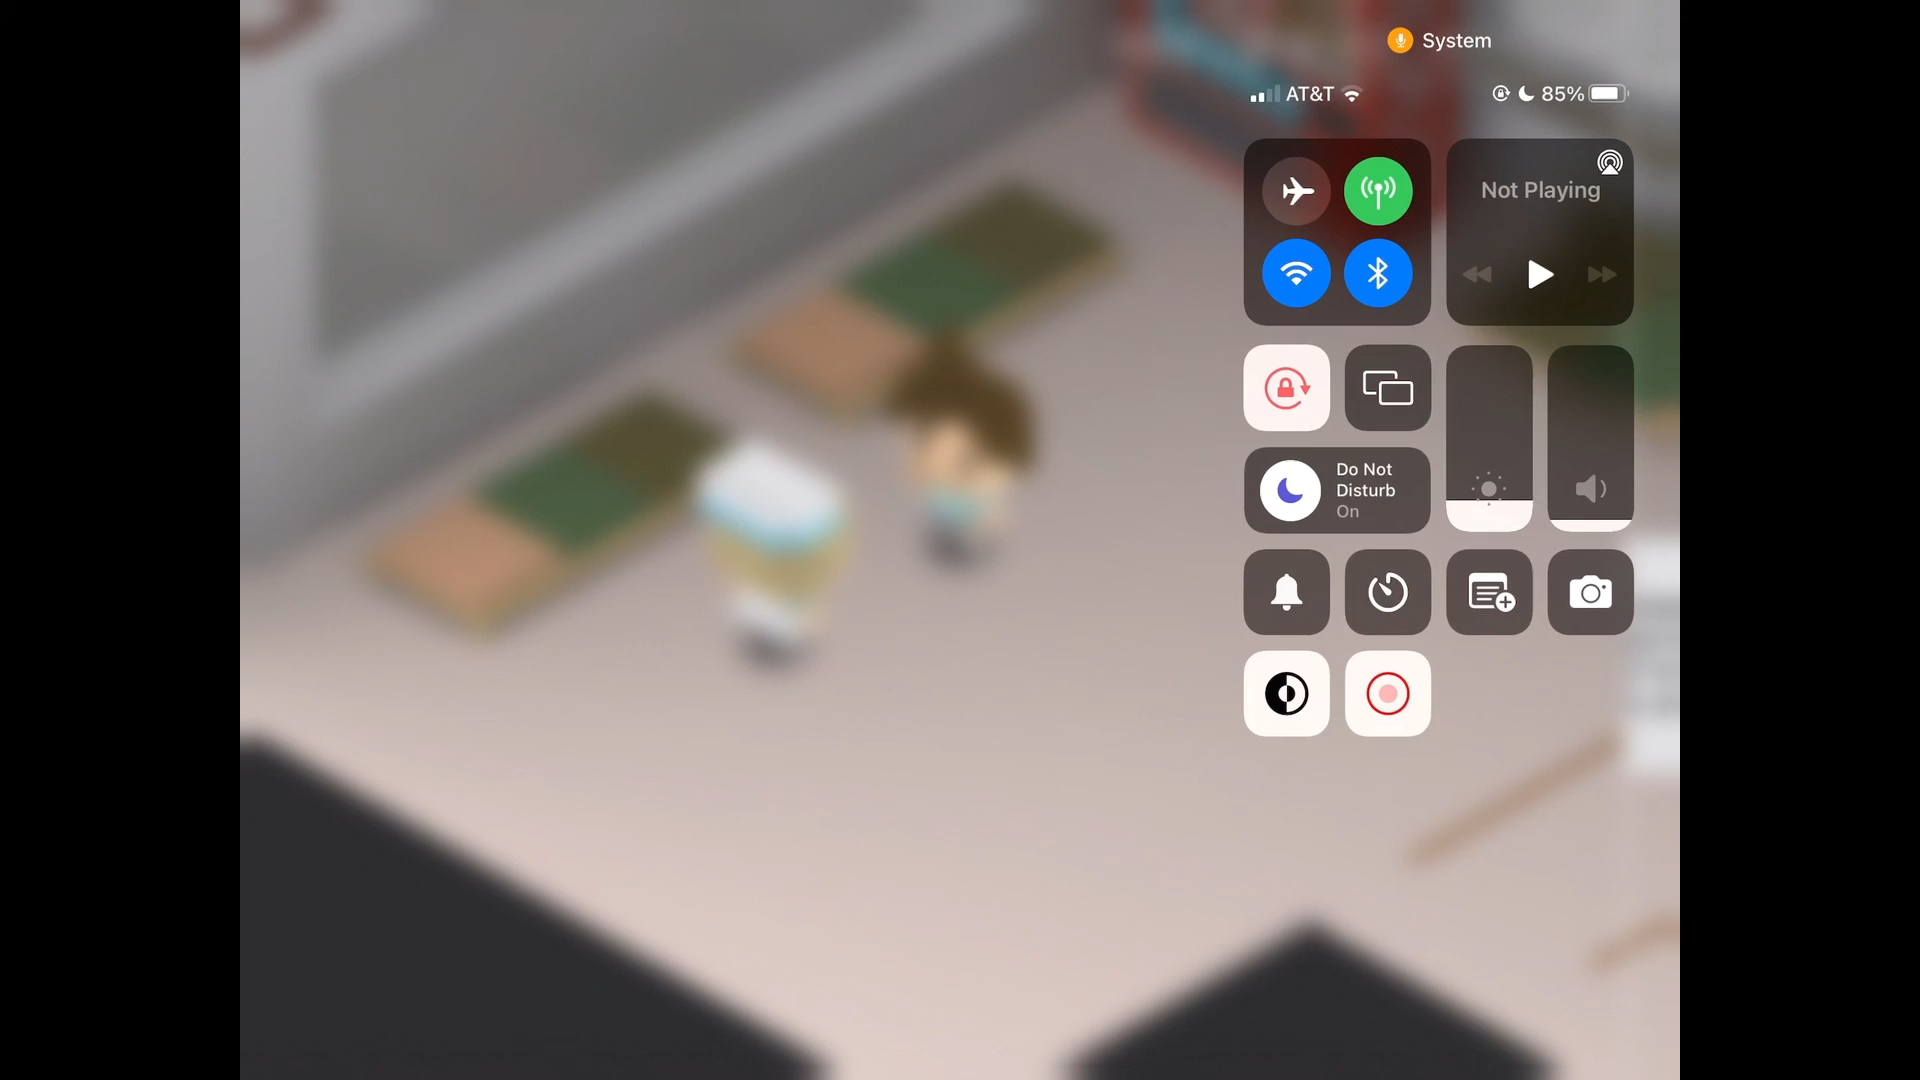 System
AT&T
85%
Not Playing
Do Not
Disturb
On